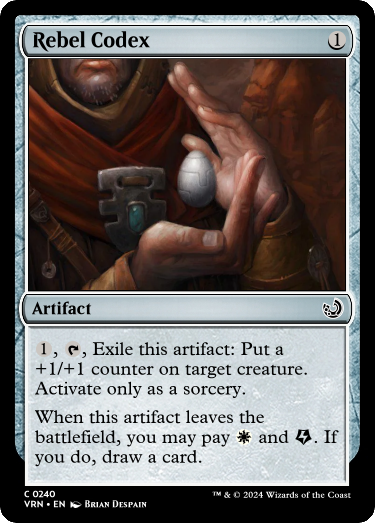 Rebel Codex 1
Artifact
1, , Exile this artifact: Put a
+1/+1 counter on target creature.
Activate only as a sorcery.
When this artifact leaves the
battlefield, you may pay and . If
you do, draw a card.
C 0240
VRN • EN Brian Despain
™ & © 2024 Wizards of the Coast